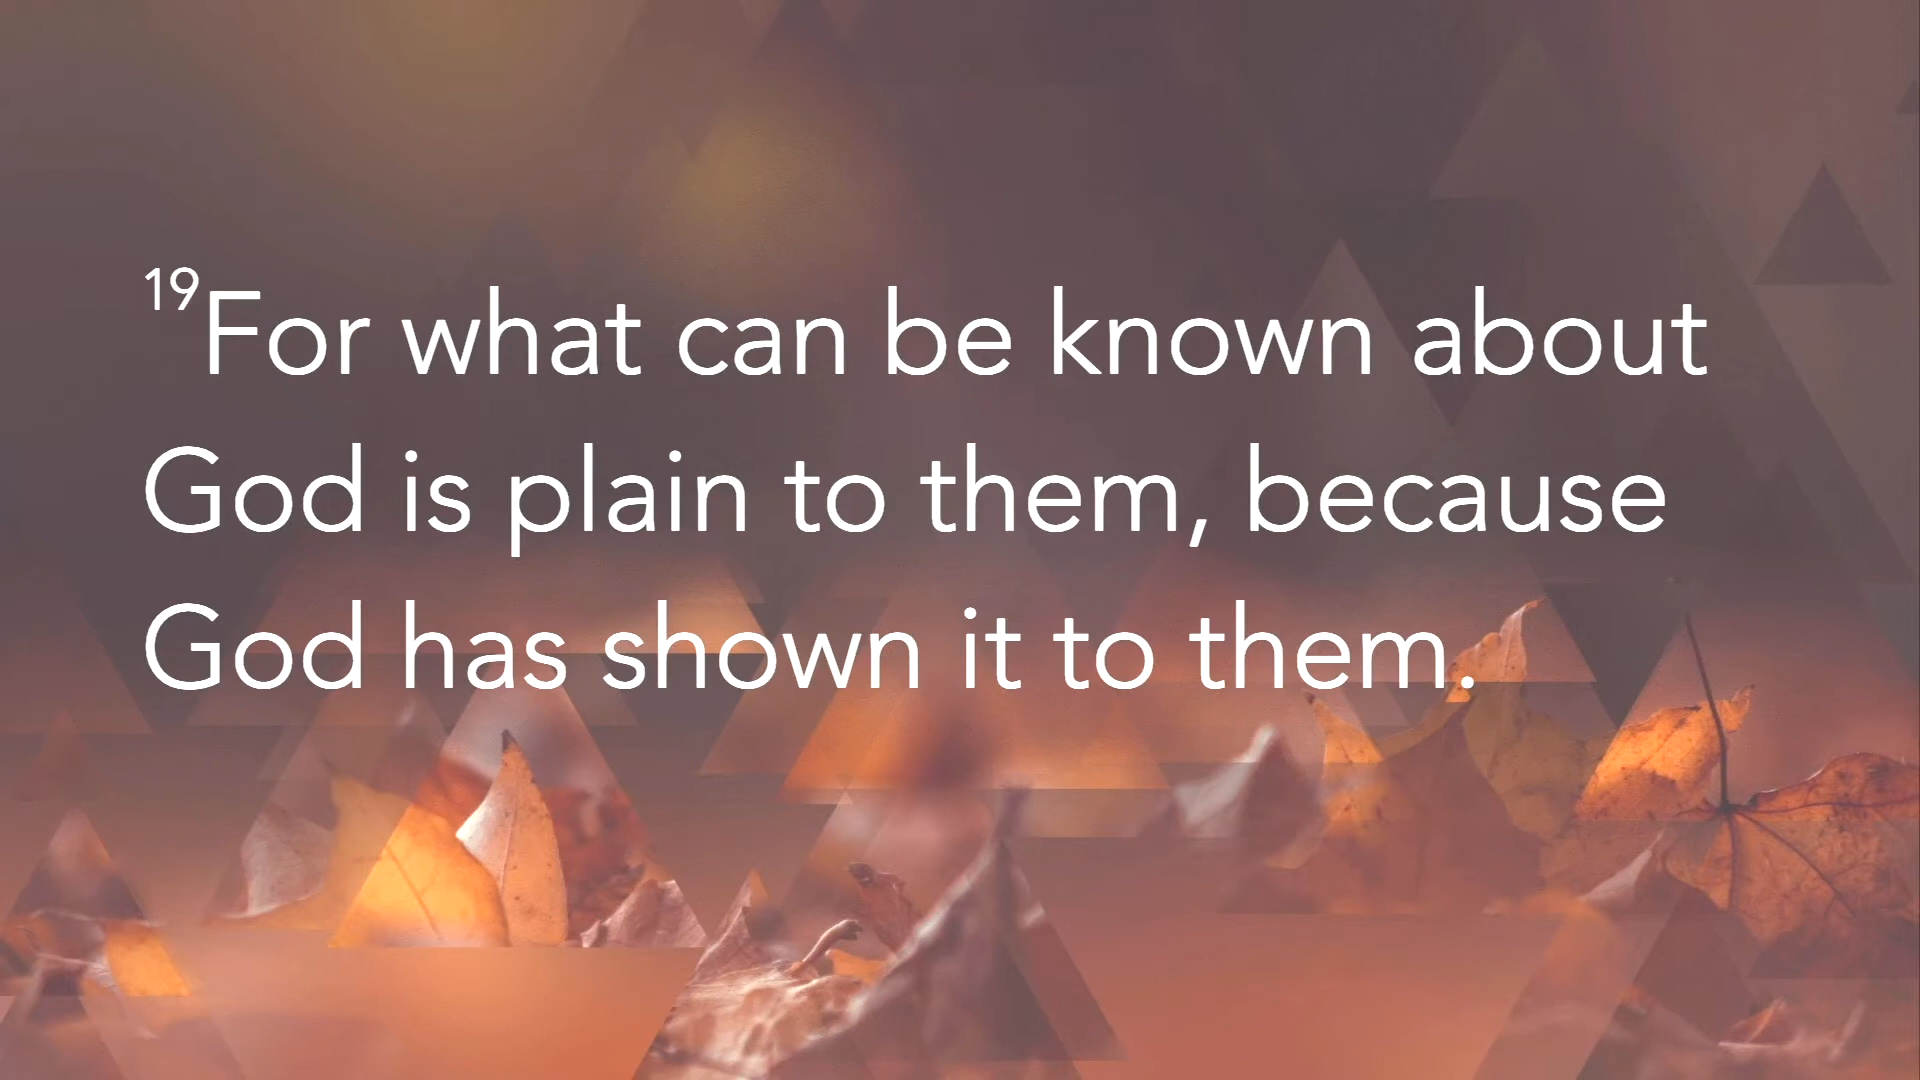 19For what can be known about
God is plain to them, because
God has shown it to them.